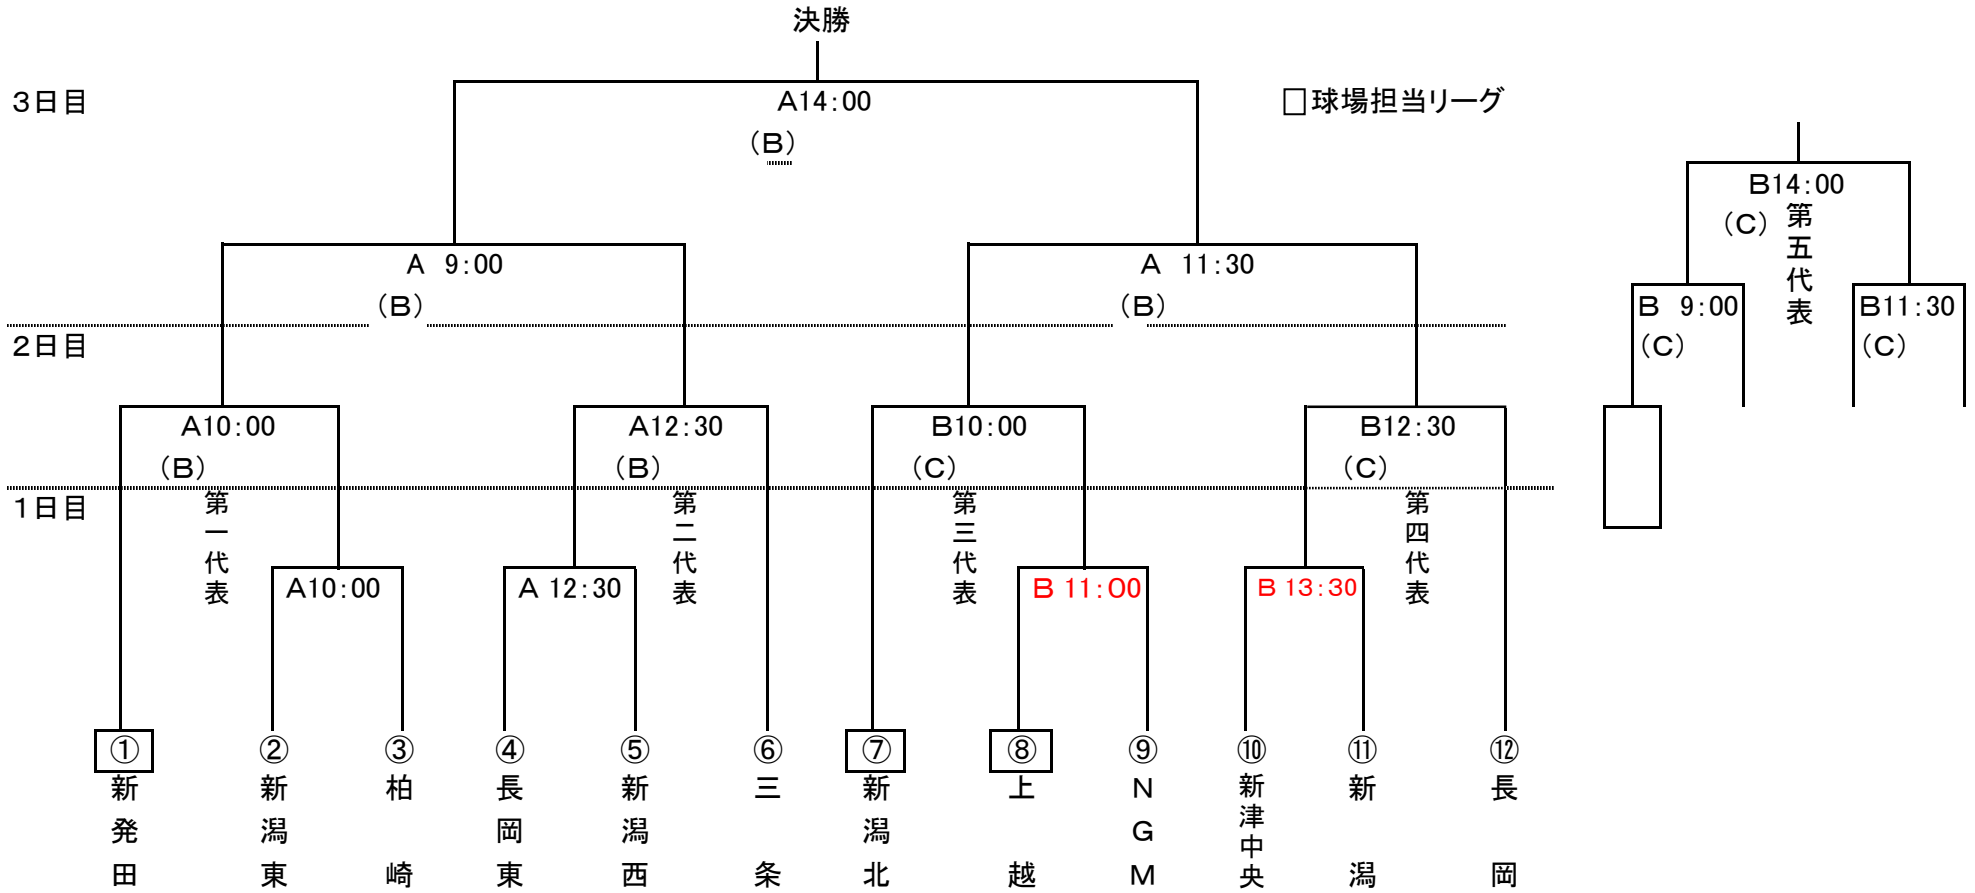 決勝
3日目
A14:00
□球場担当リーグ
(B)
B14:00
(C)
第五代表
A 9:00
A 11:30
(B)
(B)
B 9:00
B11:30
(C)
(C)
2日目
A10:00
A12:30
B10:00
B12:30
(B)
(B)
(C)
(C)
1日目
第一代表
第二代表
第三代表
第四代表
A10:00
A 12:30
B 11:00
B 13:30
① 新発田
② 新潟東
③ 柏崎
④ 長岡東
⑤ 新潟西
⑥ 三条
⑦ 新潟北
⑧ 上越
⑨ NGM
⑩ 新津中央
⑪ 新潟
⑫ 長岡